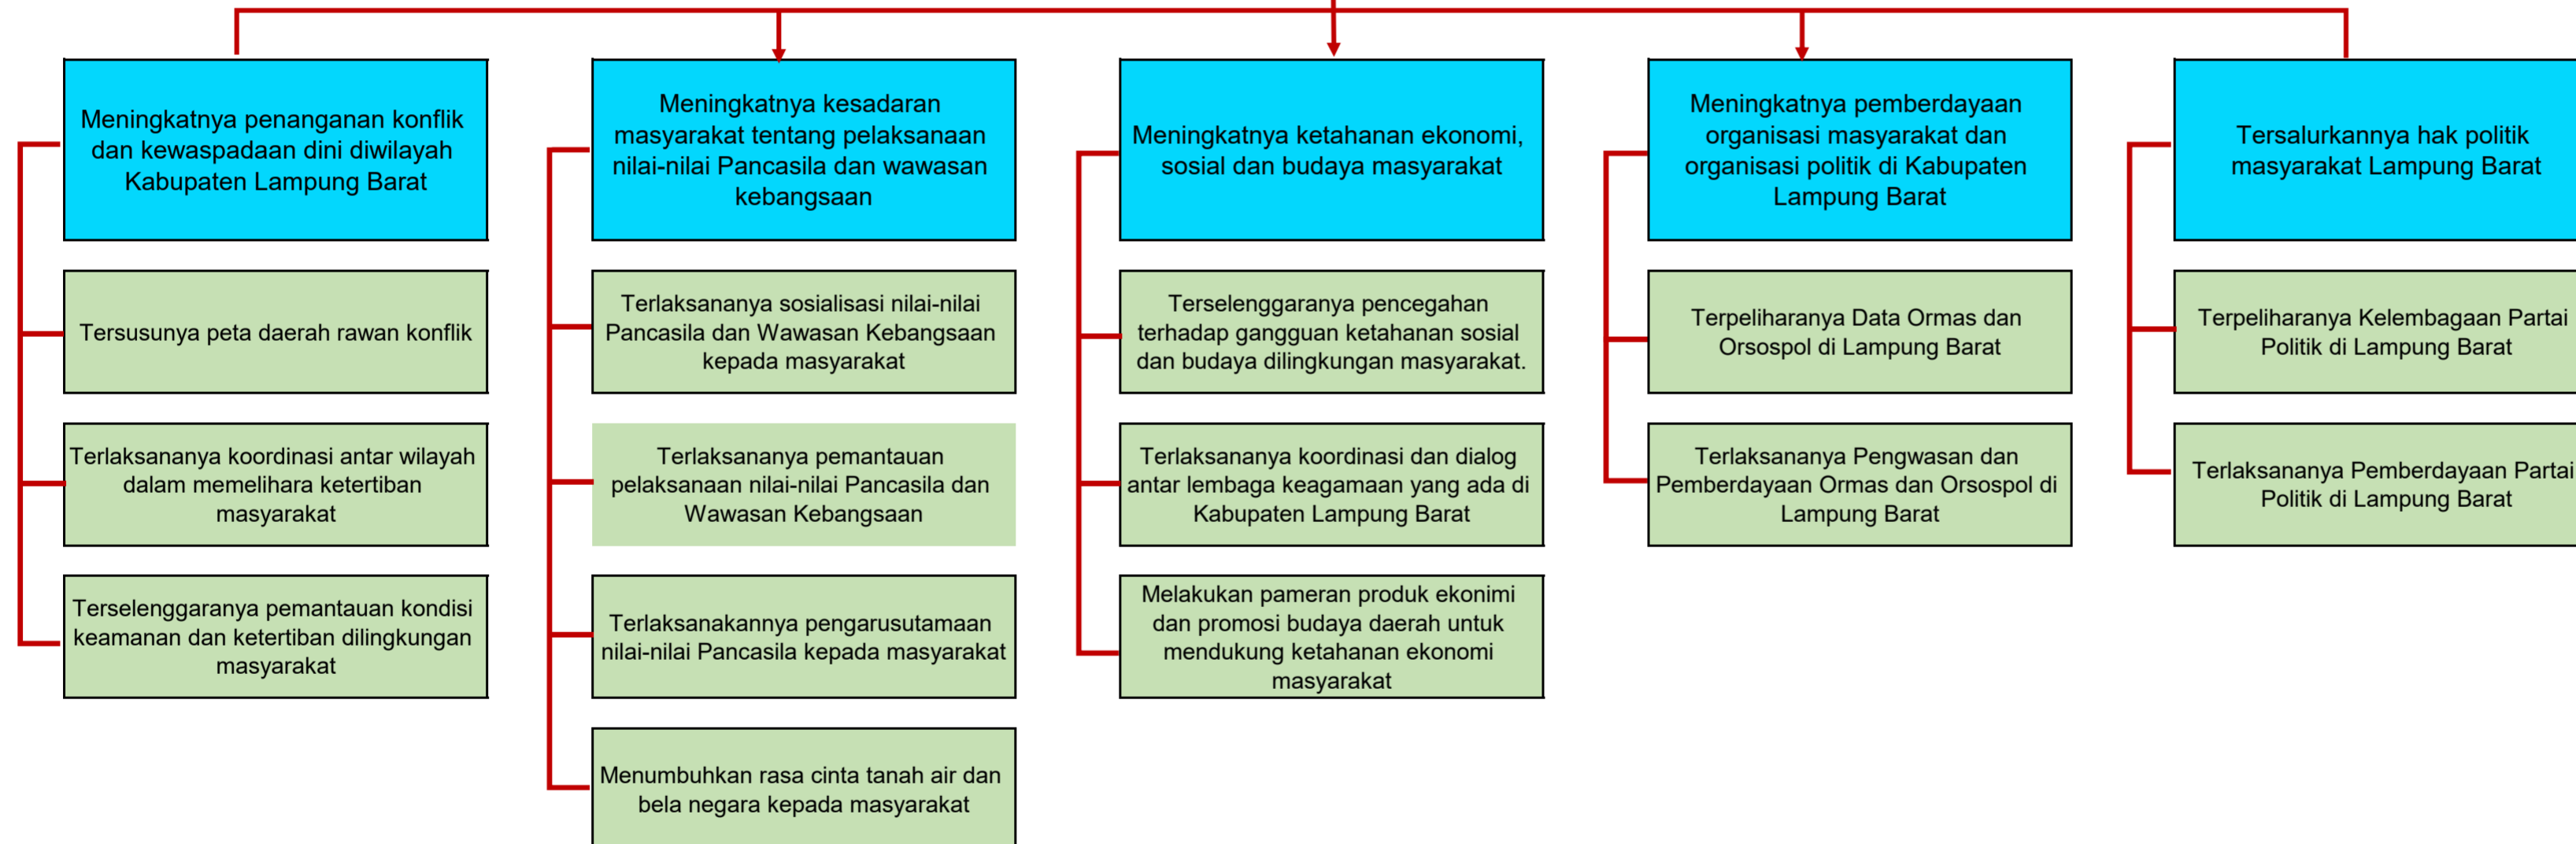 Meningkatnya penanganan konflik
dan kewaspadaan dini diwilayah
Kabupaten Lampung Barat
Tersusunya peta daerah rawan konflik
Terlaksananya koordinasi antar wilayah
dalam memelihara ketertiban
masyarakat
Terselenggaranya pemantauan kondisi
keamanan dan ketertiban dilingkungan
masyarakat
Meningkatnya kesadaran
masyarakat tentang pelaksanaan
nilai-nilai Pancasila dan wawasan
kebangsaan
Terlaksananya sosialisasi nilai-nilai
Pancasila dan Wawasan Kebangsaan
kepada masyarakat
Terlaksananya pemantauan
pelaksanaan nilai-nilai Pancasila dan
Wawasan Kebangsaan
Terlaksanakannya pengarusutamaan
nilai-nilai Pancasila kepada masyarakat
Menumbuhkan rasa cinta tanah air dan
bela negara kepada masyarakat
Meningkatnya ketahanan ekonomi,
sosial dan budaya masyarakat
Terselenggaranya pencegahan
terhadap gangguan ketahanan sosial
dan budaya dilingkungan masyarakat.
Terlaksananya koordinasi dan dialog
antar lembaga keagamaan yang ada di
Kabupaten Lampung Barat
Melakukan pameran produk ekonimi
dan promosi budaya daerah untuk
mendukung ketahanan ekonomi
masyarakat
Meningkatnya pemberdayaan
organisasi masyarakat dan
organisasi politik di Kabupaten
Lampung Barat
Terpeliharanya Data Ormas dan
Orsospol di Lampung Barat
Terlaksananya Pengwasan dan
Pemberdayaan Ormas dan Orsospol di
Lampung Barat
Tersalurkannya hak politik
masyarakat Lampung Barat
Terpeliharanya Kelembagaan Partai
Politik di Lampung Barat
Terlaksananya Pemberdayaan Partai
Politik di Lampung Barat